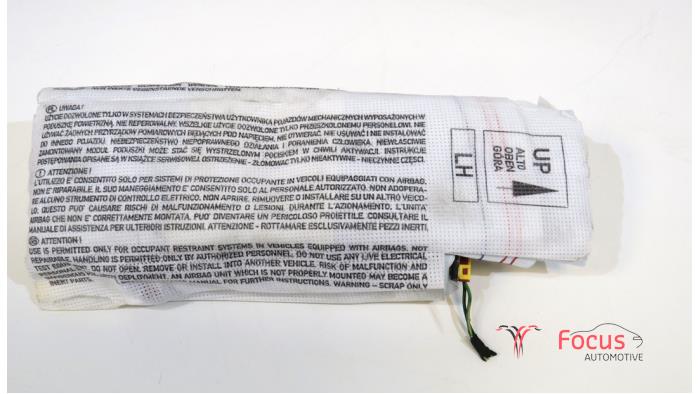 PL UWAGA!
UŻYCIE DOZWOLONE TYLKO W SYSTEMACH BEZPIECZEŃSTWA UŻYTKOWNIKA POJAZDÓW MECHANICZNYCH WYPOSAŻONYCH W
PODUSZKĘ POWIETRZNĄ. NIE REPEROWALNY. WSZELKIE UŻYCIE DOZWOLONE TYLKO PRZESZKOLONEMU PERSONELOWI. NIE
UŻYWAĆ ŻADNYCH PRZYRZĄDÓW POMIAROWYCH BĘDĄCYCH POD NAPIĘCIEM. NIE OTWIERAĆ, NIE USUWAĆ I NIE INSTALOWAĆ
DO INNEGO POJAZDU. NIEBEZPIECZEŃSTWO NIEPOPRAWNEGO DZIAŁANIA I PORANIENIA CZŁOWIEKA. NIEWŁAŚCIWIE
ZAMONTOWANY MODUŁ PODUSZKI MOŻE STAĆ SIĘ WYSTRZELONYM POCISKIEM W CHWILI AKTYWACJI. INSTRUKCJE
POSTĘPOWANIA OPISANE SĄ W KSIĄŻCE SERWISOWEJ. OSTRZEŻENIE - ZŁOMOWAĆ TYLKO NIEAKTYWNE - NIECZYNNE CZĘŚCI.
I ATTENZIONE!
L'UTILIZZO E' CONSENTITO SOLO PER SISTEMI DI PROTEZIONE OCCUPANTE IN VEICOLI EQUIPAGGIATI CON AIRBAG.
NON E' RIPARABILE. IL SUO MANEGGIAMENTO E' CONSENTITO SOLO AL PERSONALE AUTORIZZATO. NON ADOPERA-
RE ALCUNO STRUMENTO DI CONTROLLO ELETTRICO. NON APRIRE, RIMUOVERE O INSTALLARE SU UN ALTRO VEICO-
LO: QUESTO PUO' CAUSARE RISCHI DI MALFUNZIONAMENTO O LESIONI. DURANTE L'AZIONAMENTO, L'UNITA'
AIRBAG CHE NON E' CORRETTAMENTE MONTATA, PUO' DIVENTARE UN PERICOLOSO PROIETTILE. CONSULTARE IL
MANUALE DI ASSISTENZA PER ULTERIORI ISTRUZIONI. ATTENZIONE - ROTTAMARE ESCLUSIVAMENTE PEZZI INERTI.
GB ATTENTION!
USE IS PERMITTED ONLY FOR OCCUPANT RESTRAINT SYSTEMS IN VEHICLES EQUIPPED WITH AIRBAGS. NOT
REPAIRABLE. HANDLING IS PERMITTED ONLY BY AUTHORIZED PERSONNEL. DO NOT USE ANY LIVE ELECTRICAL
TEST EQUIP. DO NOT OPEN, REMOVE OR INSTALL INTO ANOTHER VEHICLE. RISK OF MALFUNCTION AND
DEPLOYMENT, AN AIRBAG UNIT WHICH IS NOT PROPERLY MOUNTED MAY BECOME A
MANUAL FOR FURTHER INSTRUCTIONS. WARNING - SCRAP ONLY
INERT PARTS.
LH
UP
ALTO
OBEN
GÓRA
Focus
AUTOMOTIVE